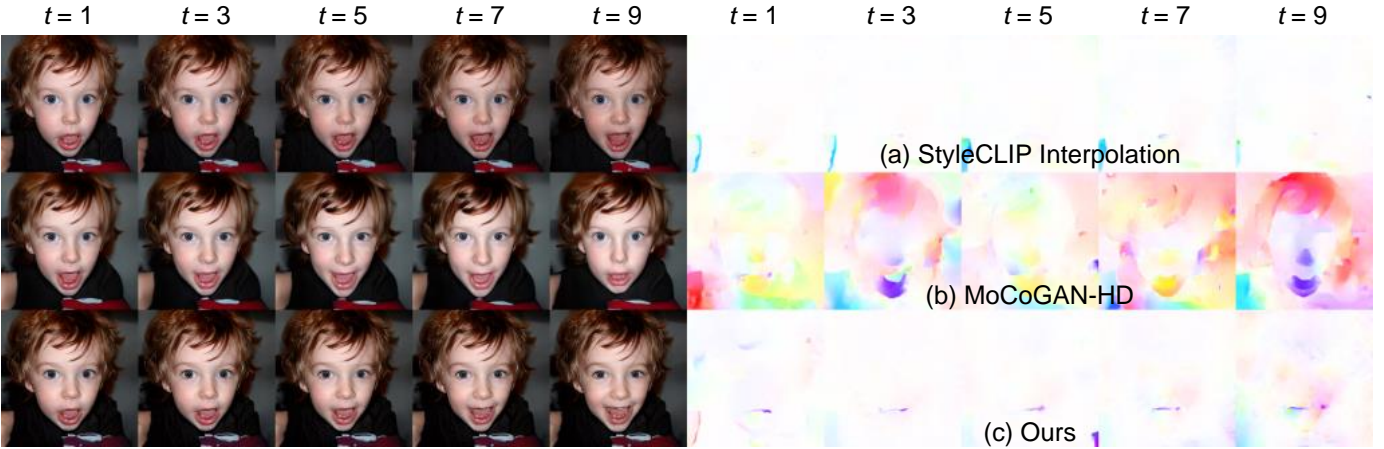 t = 1 t = 3 t = 5 t = 7 t = 9 t = 1 t = 3 t = 5 t = 7 t = 9
(a) StyleCLIP Interpolation
(b) MoCoGAN-HD
(c) Ours